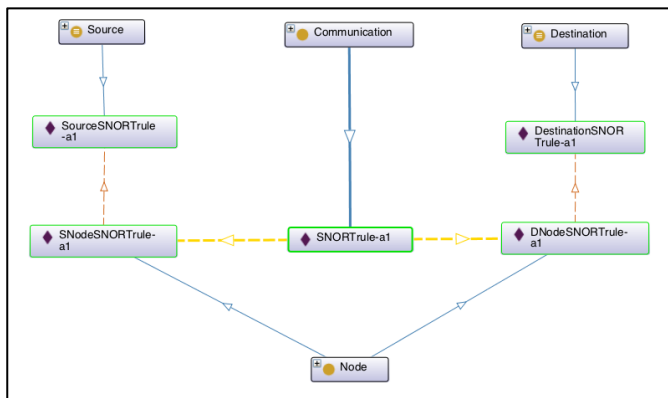 Source
Communication
Destination
SourceSNORTrule
-a1
DestinationSNOR
Trule-a1
SNodeSNORTrule-
a1
SNORTrule-a1
DNodeSNORTrule-
a1
Node